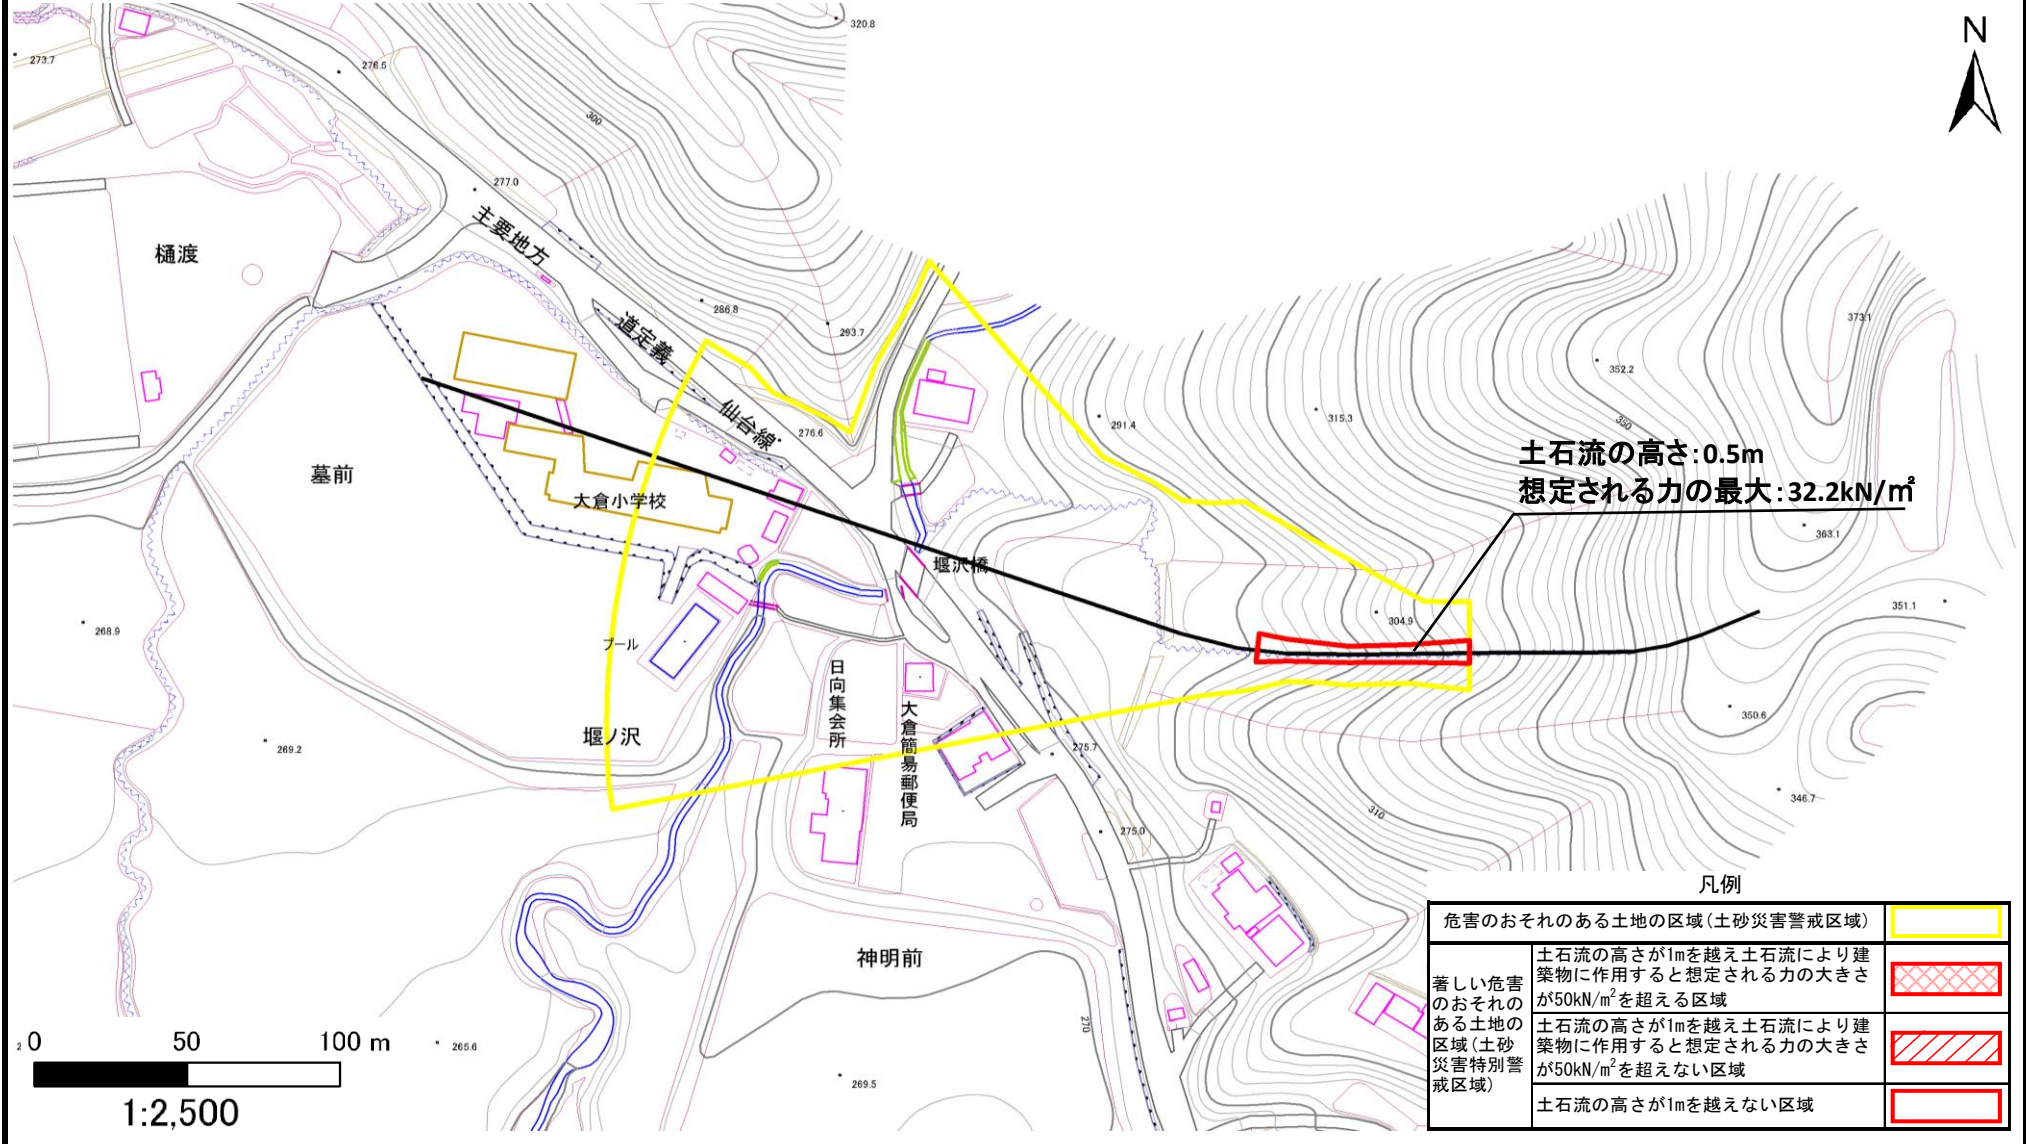 N
320.8
273.7
276.5
300
277.0
主要地方
樋渡
286.8
道定義
293.7
373.1
352.2
仙台線
276.6
291.4
315.3
350
土石流の高さ:0.5m
想定される力の最大:32.2kN/㎡
墓前
大倉小学校
363.1
堰沢橋
304.9
351.1
268.9
プール
日向集会所
大倉簡易郵便局
350.6
堰ノ沢
269.2
275.7
346.7
310
275.0
神明前
270
265.6
269.5
2
0 50 100 m
1:2,500
凡例
危害のおそれのある土地の区域(土砂災害警戒区域)
著しい危害
のおそれの
ある土地の
区域(土砂
災害特別警
戒区域)
土石流の高さが1mを越え土石流により建
築物に作用すると想定される力の大きさ
が50kN/m²を超える区域
土石流の高さが1mを越え土石流により建
築物に作用すると想定される力の大きさ
が50kN/m²を超えない区域
土石流の高さが1mを越えない区域